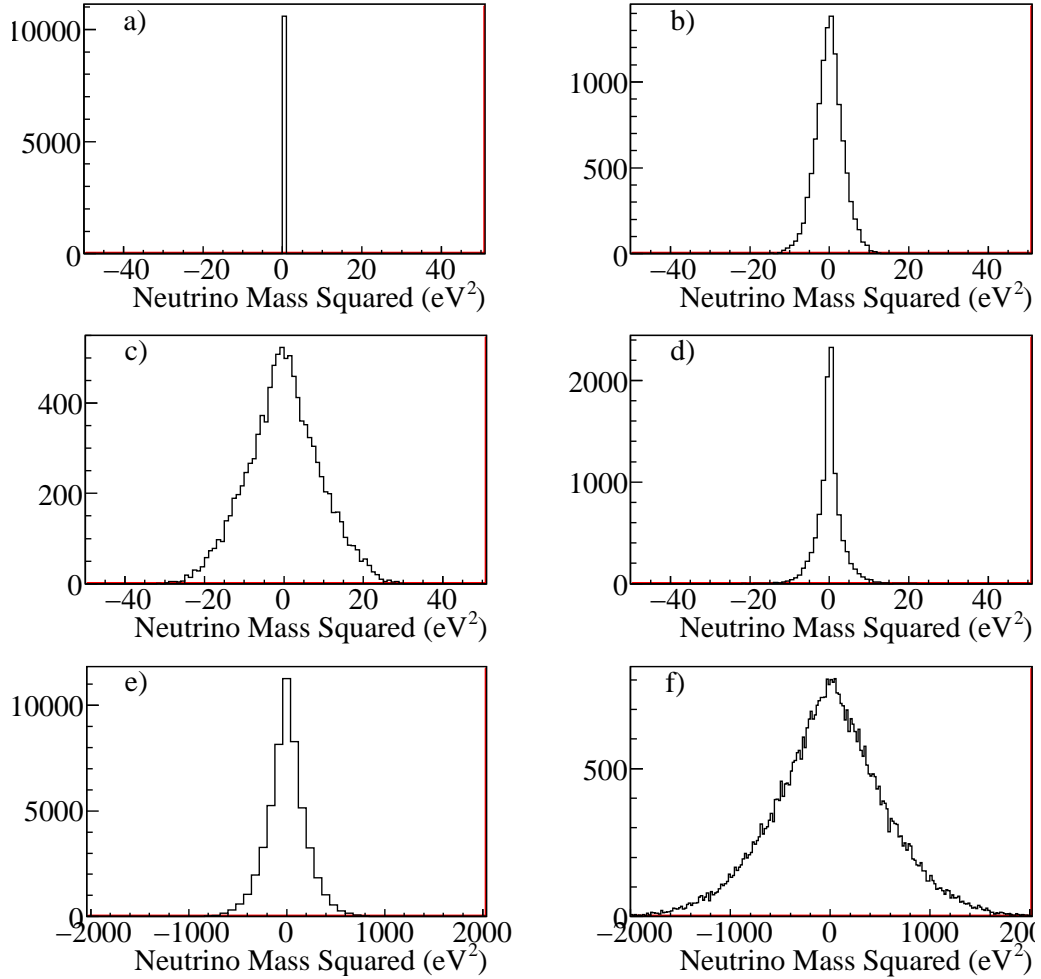 a)
10000
5000
0
−40 −20 0 20 40
Neutrino Mass Squared (eV²)
b)
1000
500
0
−40 −20 0 20 40
Neutrino Mass Squared (eV²)
c)
400
200
0
−40 −20 0 20 40
Neutrino Mass Squared (eV²)
d)
2000
1000
0
−40 −20 0 20 40
Neutrino Mass Squared (eV²)
e)
10000
5000
0
−2000 −1000 0 1000 2000
Neutrino Mass Squared (eV²)
f)
500
0
−2000 −1000 0 1000 200
Neutrino Mass Squared (eV²)